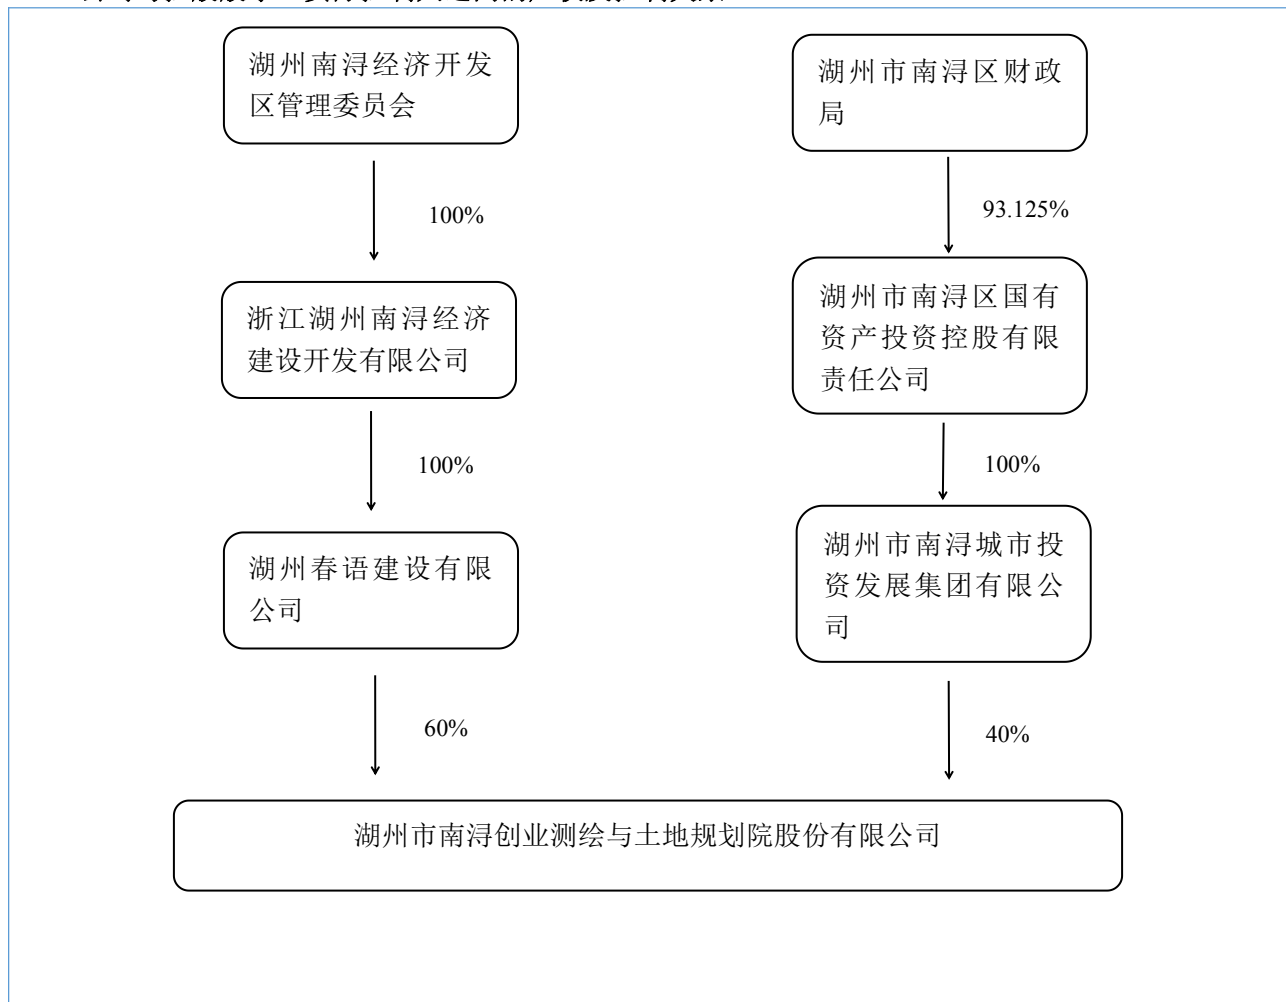 湖州南浔经济开发
区管理委员会
湖州市南浔区财政
局
100%
93.125%
浙江湖州南浔经济
建设开发有限公司
湖州市南浔区国有
资产投资控股有限
责任公司
100%
100%
湖州春语建设有限
公司
湖州市南浔城市投
资发展集团有限公
司
60%
40%
湖州市南浔创业测绘与土地规划院股份有限公司